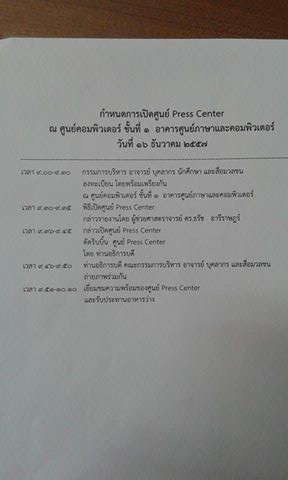 กำหนดการเปิดศูนย์ Press Center
ณ ศูนย์คอมพิวเตอร์ ชั้นที่ ๑ อาคารศูนย์ภาษาและคอมพิวเตอร์
วันที่ ๑๖ ธันวาคม ๒๕๕๗
เวลา ๙.๐๐-๙.๓๐ กรรมการบริหาร อาจารย์ บุคลากร นักศึกษา และสื่อมวลชน
ลงทะเบียน โดยพร้อมเพรียงกัน
ณ ศูนย์คอมพิวเตอร์ ชั้นที่ ๑ อาคารศูนย์ภาษาและคอมพิวเตอร์
เวลา ๙.๓๐-๙.๓๕ พิธีเปิดศูนย์ Press Center
กล่าวรายงานโดย ผู้ช่วยศาสตราจารย์ ดร.ธรัช อารีราษฎร์
เวลา ๙.๓๖-๙.๔๕ กล่าวเปิดศูนย์ Press Center
ตัดริบบิ้น ศูนย์ Press Center
โดย ท่านอธิการบดี
เวลา ๙.๔๖-๙.๕๐ ท่านอธิการบดี คณะกรรมการบริหาร อาจารย์ บุคลากร และสื่อมวลชน
ถ่ายภาพร่วมกัน
เวลา ๙.๕๑-๑๐.๑๐ เยี่ยมชมความพร้อมของศูนย์ Press Center
และรับประทานอาหารว่าง